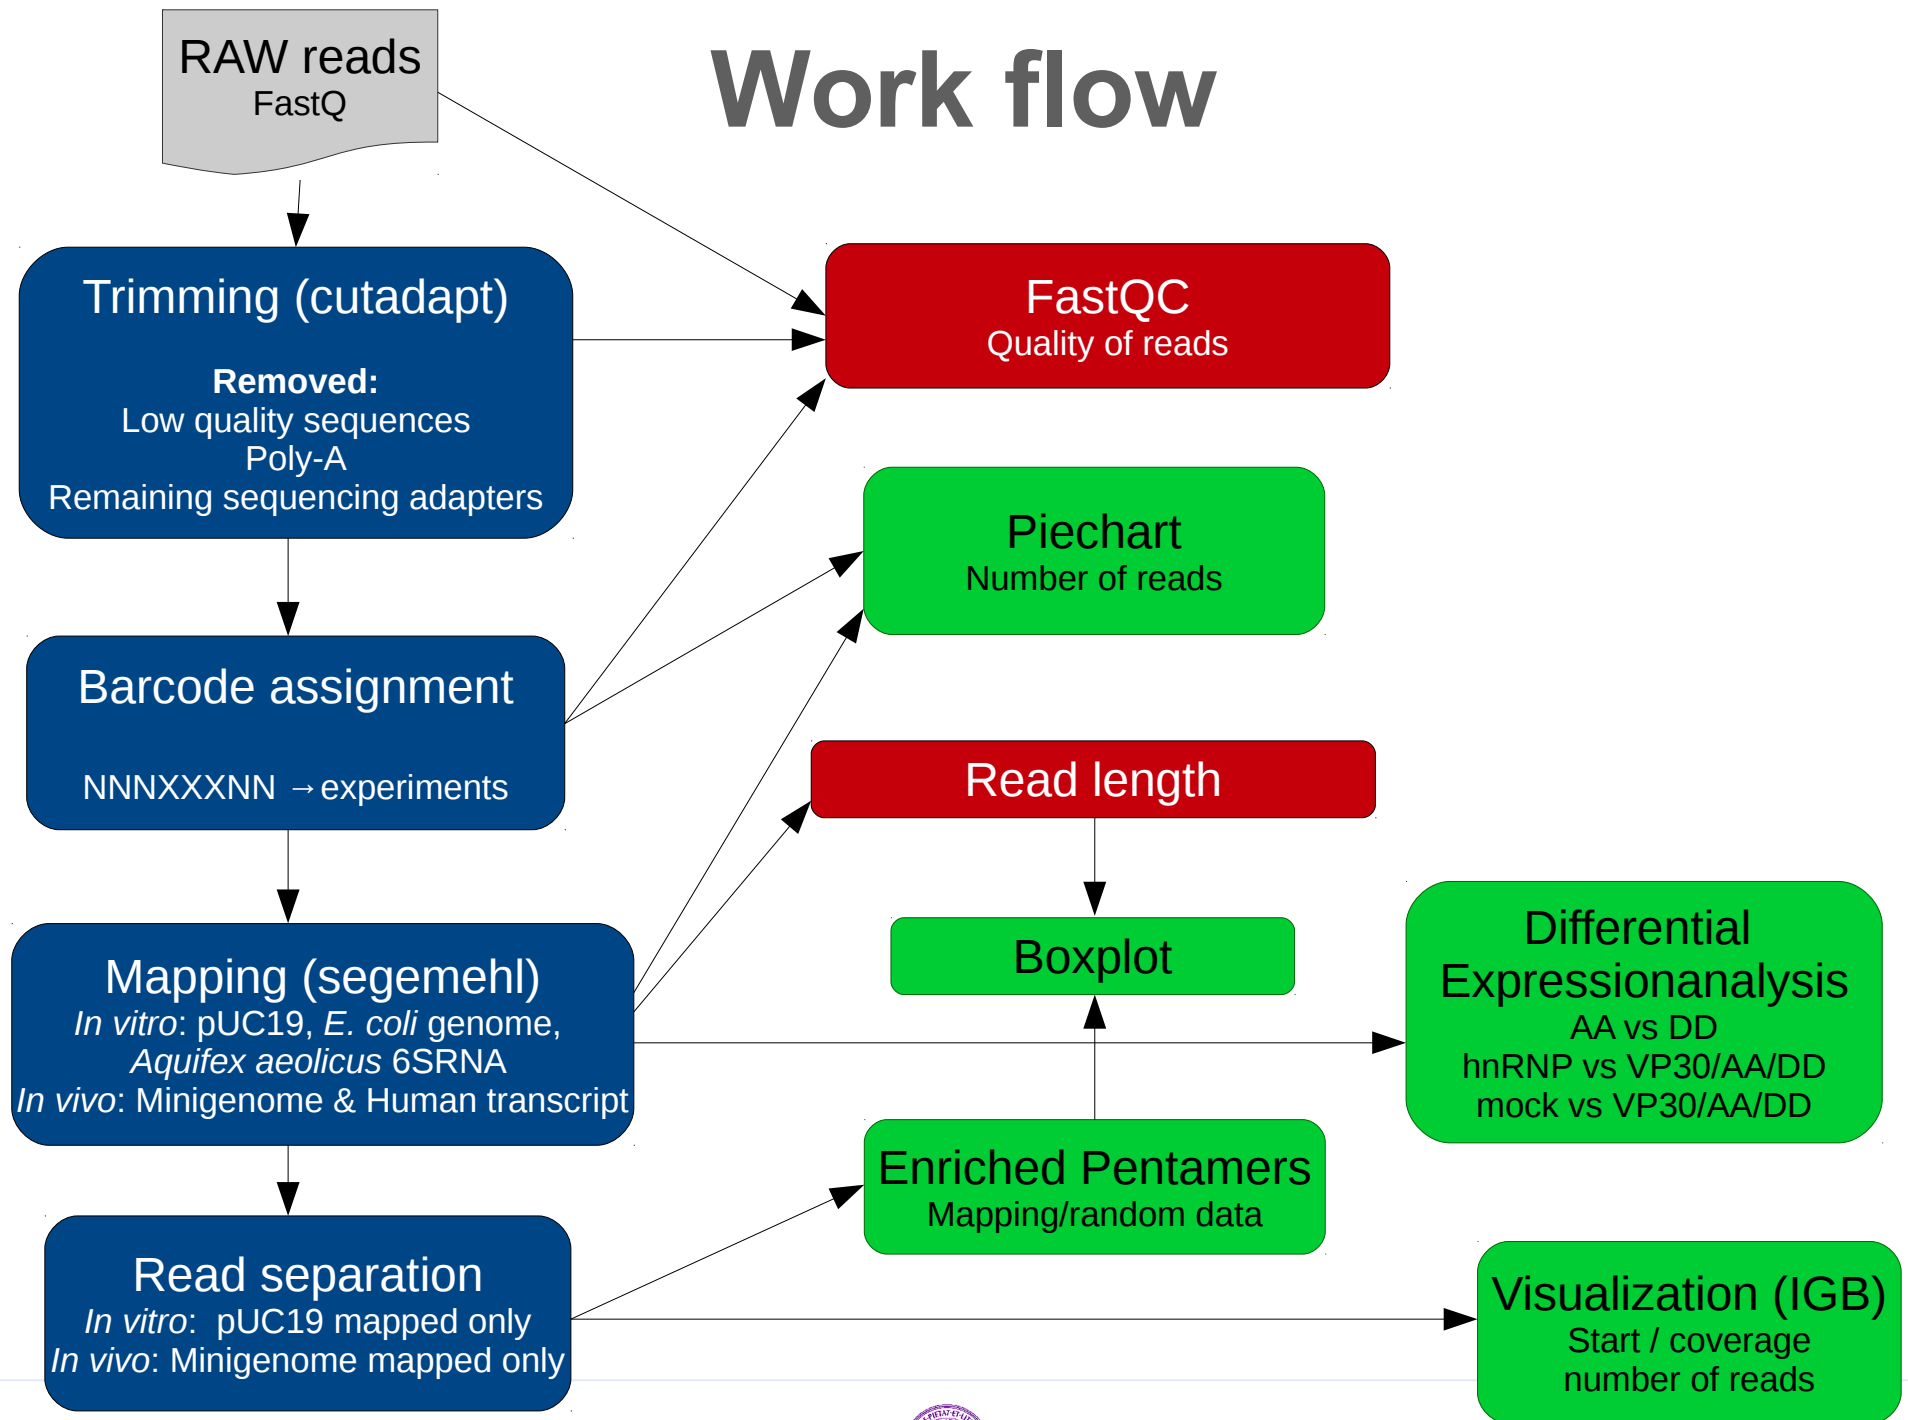 RAW reads
FastQ
Work flow
Trimming (cutadapt)
Removed:
Low quality sequences
Poly-A
Remaining sequencing adapters
FastQC
Quality of reads
Piechart
Number of reads
Barcode assignment
NNNXXXNN →experiments
Read length
Boxplot
Mapping (segemehl)
In vitro: pUC19, E. coli genome,
Aquifex aeolicus 6SRNA
In vivo: Minigenome & Human transcript
Differential
Expressionanalysis
AA vs DD
hnRNP vs VP30/AA/DD
mock vs VP30/AA/DD
Enriched Pentamers
Mapping/random data
Read separation
In vitro:  pUC19 mapped only
In vivo: Minigenome mapped only
Visualization (IGB)
Start / coverage
number of reads